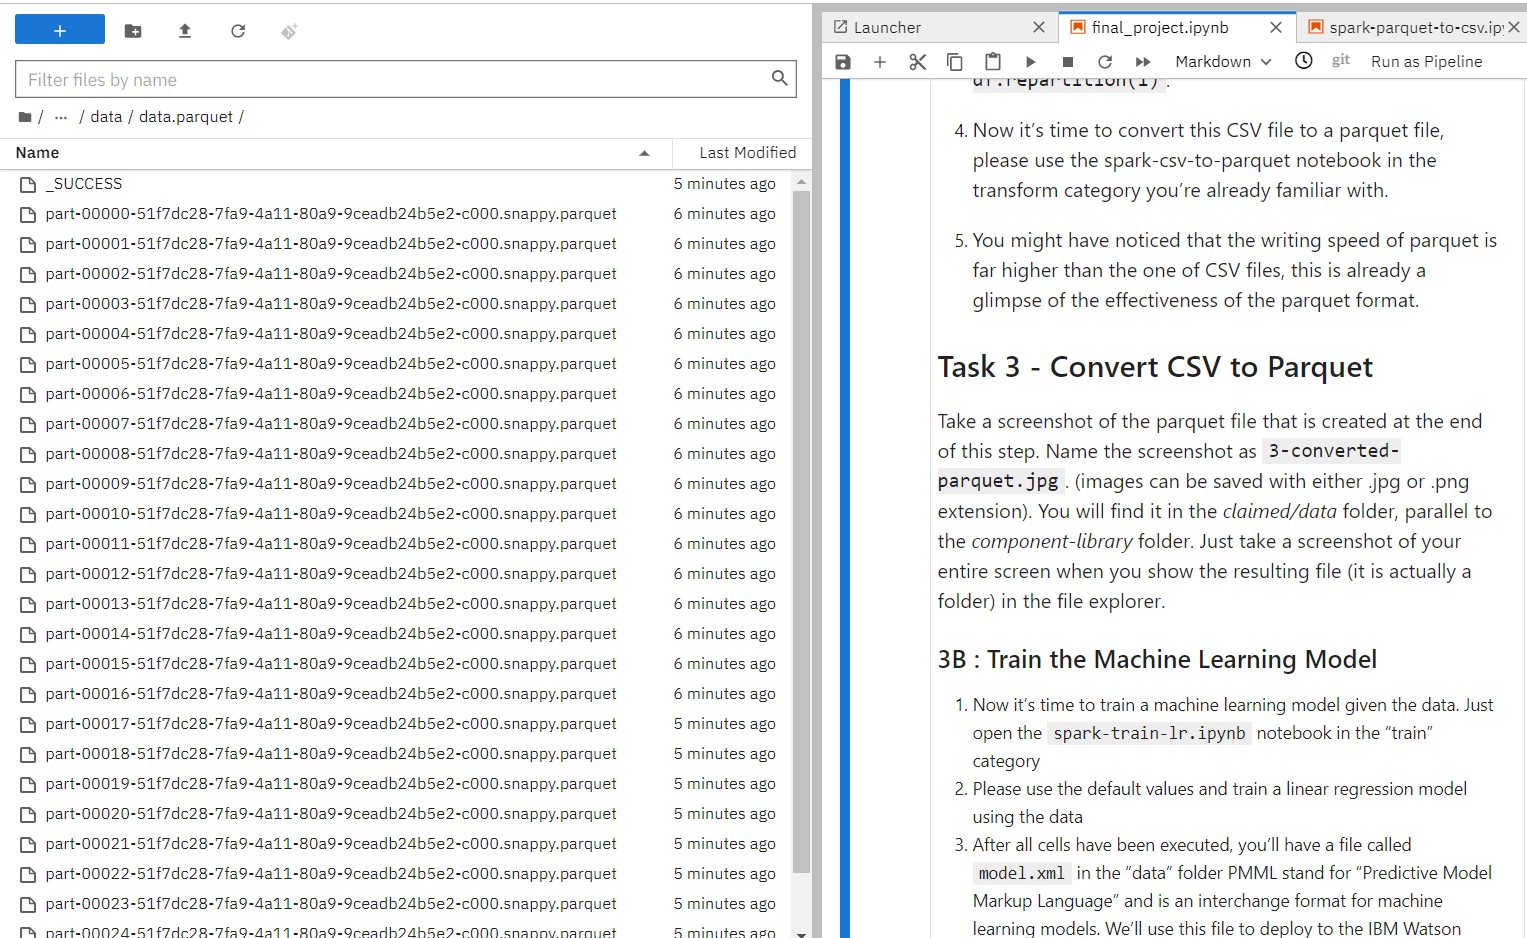 Filter files by name
/ ··· / data / data.parquet /
Name Last Modified
_SUCCESS 5 minutes ago
part-00000-51f7dc28-7fa9-4a11-80a9-9ceadb24b5e2-c000.snappy.parquet 6 minutes ago
part-00001-51f7dc28-7fa9-4a11-80a9-9ceadb24b5e2-c000.snappy.parquet 6 minutes ago
part-00002-51f7dc28-7fa9-4a11-80a9-9ceadb24b5e2-c000.snappy.parquet 6 minutes ago
part-00003-51f7dc28-7fa9-4a11-80a9-9ceadb24b5e2-c000.snappy.parquet 6 minutes ago
part-00004-51f7dc28-7fa9-4a11-80a9-9ceadb24b5e2-c000.snappy.parquet 6 minutes ago
part-00005-51f7dc28-7fa9-4a11-80a9-9ceadb24b5e2-c000.snappy.parquet 6 minutes ago
part-00006-51f7dc28-7fa9-4a11-80a9-9ceadb24b5e2-c000.snappy.parquet 6 minutes ago
part-00007-51f7dc28-7fa9-4a11-80a9-9ceadb24b5e2-c000.snappy.parquet 6 minutes ago
part-00008-51f7dc28-7fa9-4a11-80a9-9ceadb24b5e2-c000.snappy.parquet 6 minutes ago
part-00009-51f7dc28-7fa9-4a11-80a9-9ceadb24b5e2-c000.snappy.parquet 6 minutes ago
part-00010-51f7dc28-7fa9-4a11-80a9-9ceadb24b5e2-c000.snappy.parquet 6 minutes ago
part-00011-51f7dc28-7fa9-4a11-80a9-9ceadb24b5e2-c000.snappy.parquet 6 minutes ago
part-00012-51f7dc28-7fa9-4a11-80a9-9ceadb24b5e2-c000.snappy.parquet 6 minutes ago
part-00013-51f7dc28-7fa9-4a11-80a9-9ceadb24b5e2-c000.snappy.parquet 6 minutes ago
part-00014-51f7dc28-7fa9-4a11-80a9-9ceadb24b5e2-c000.snappy.parquet 6 minutes ago
part-00015-51f7dc28-7fa9-4a11-80a9-9ceadb24b5e2-c000.snappy.parquet 6 minutes ago
part-00016-51f7dc28-7fa9-4a11-80a9-9ceadb24b5e2-c000.snappy.parquet 6 minutes ago
part-00017-51f7dc28-7fa9-4a11-80a9-9ceadb24b5e2-c000.snappy.parquet 5 minutes ago
part-00018-51f7dc28-7fa9-4a11-80a9-9ceadb24b5e2-c000.snappy.parquet 5 minutes ago
part-00019-51f7dc28-7fa9-4a11-80a9-9ceadb24b5e2-c000.snappy.parquet 5 minutes ago
part-00020-51f7dc28-7fa9-4a11-80a9-9ceadb24b5e2-c000.snappy.parquet 5 minutes ago
part-00021-51f7dc28-7fa9-4a11-80a9-9ceadb24b5e2-c000.snappy.parquet 5 minutes ago
part-00022-51f7dc28-7fa9-4a11-80a9-9ceadb24b5e2-c000.snappy.parquet 5 minutes ago
part-00023-51f7dc28-7fa9-4a11-80a9-9ceadb24b5e2-c000.snappy.parquet 5 minutes ago
part-00024-51f7dc28-7fa9-4a11-80a9-9ceadb24b5e2-c000.snappy.parquet 5 minutes ago
Launcher final_project.ipynb spark-parquet-to-csv.ipy
Markdown git Run as Pipeline
df.repartition(1) .
4. Now it's time to convert this CSV file to a parquet file,
please use the spark-csv-to-parquet notebook in the
transform category you're already familiar with.
5. You might have noticed that the writing speed of parquet is
far higher than the one of CSV files, this is already a
glimpse of the effectiveness of the parquet format.
Task 3 - Convert CSV to Parquet
Take a screenshot of the parquet file that is created at the end
of this step. Name the screenshot as 3-converted-
parquet.jpg . (images can be saved with either .jpg or .png
extension). You will find it in the claimed/data folder, parallel to
the component-library folder. Just take a screenshot of your
entire screen when you show the resulting file (it is actually a
folder) in the file explorer.
3B : Train the Machine Learning Model
1. Now it's time to train a machine learning model given the data. Just
open the spark-train-lr.ipynb notebook in the "train"
category
2. Please use the default values and train a linear regression model
using the data
3. After all cells have been executed, you'll have a file called
model.xml in the "data" folder PMML stand for "Predictive Model
Markup Language" and is an interchange format for machine
learning models. We'll use this file to deploy to the IBM Watson